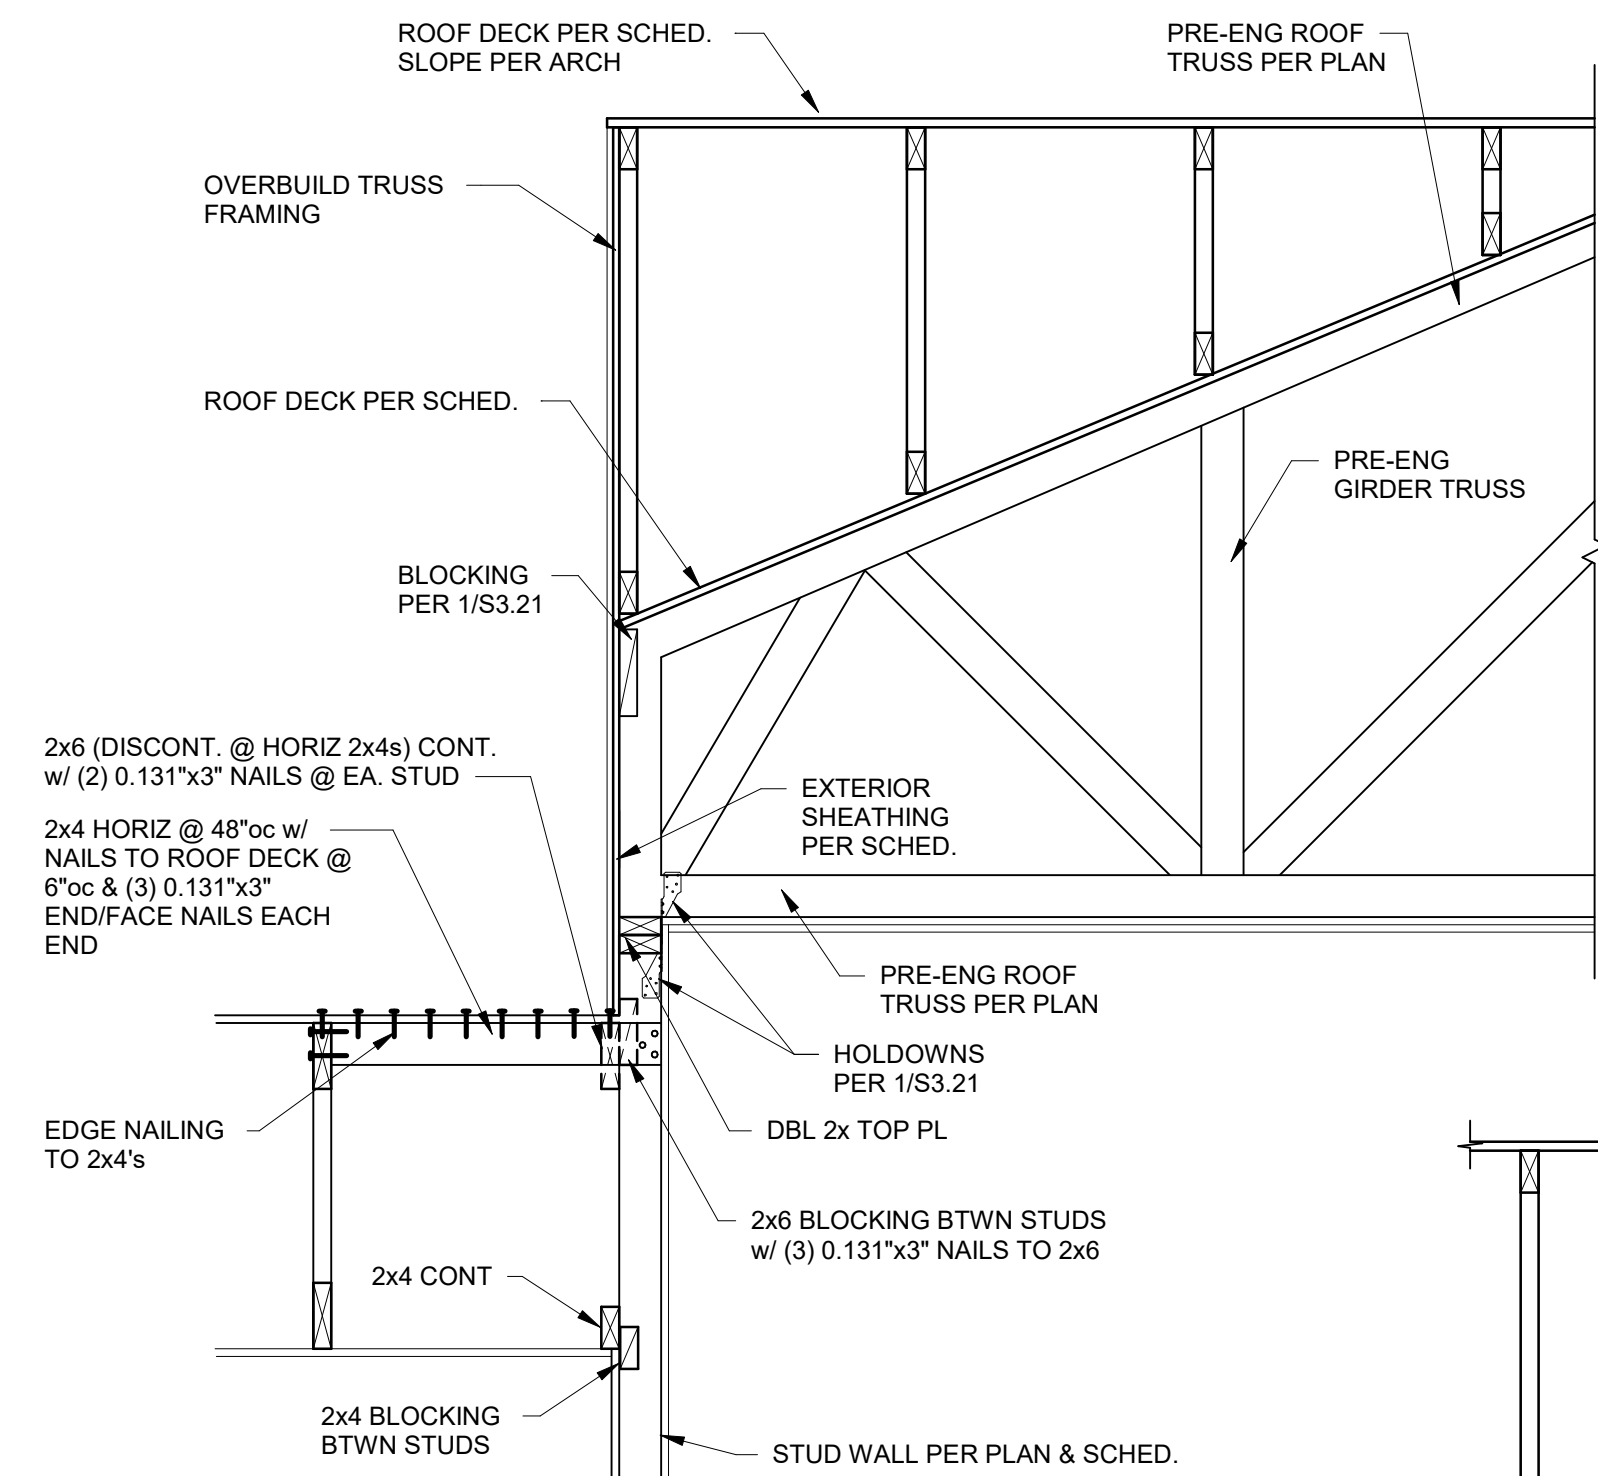 ROOF DECK PER SCHED.
SLOPE PER ARCH
PRE-ENG ROOF
TRUSS PER PLAN
OVERBUILD TRUSS
FRAMING
ROOF DECK PER SCHED.
PRE-ENG
GIRDER TRUSS
BLOCKING
PER 1/S3.21
2x6 (DISCONT. @ HORIZ 2x4s) CONT.
w/ (2) 0.131"x3" NAILS @ EA. STUD
EXTERIOR
SHEATHING
PER SCHED.
2x4 HORIZ @ 48"oc w/
NAILS TO ROOF DECK @
6"oc & (3) 0.131"x3"
END/FACE NAILS EACH
END
PRE-ENG ROOF
TRUSS PER PLAN
HOLDOWNS
PER 1/S3.21
EDGE NAILING
TO 2x4's
DBL 2x TOP PL
2x6 BLOCKING BTWN STUDS
w/ (3) 0.131"x3" NAILS TO 2x6
2x4 CONT
2x4 BLOCKING
BTWN STUDS
STUD WALL PER PLAN & SCHED.